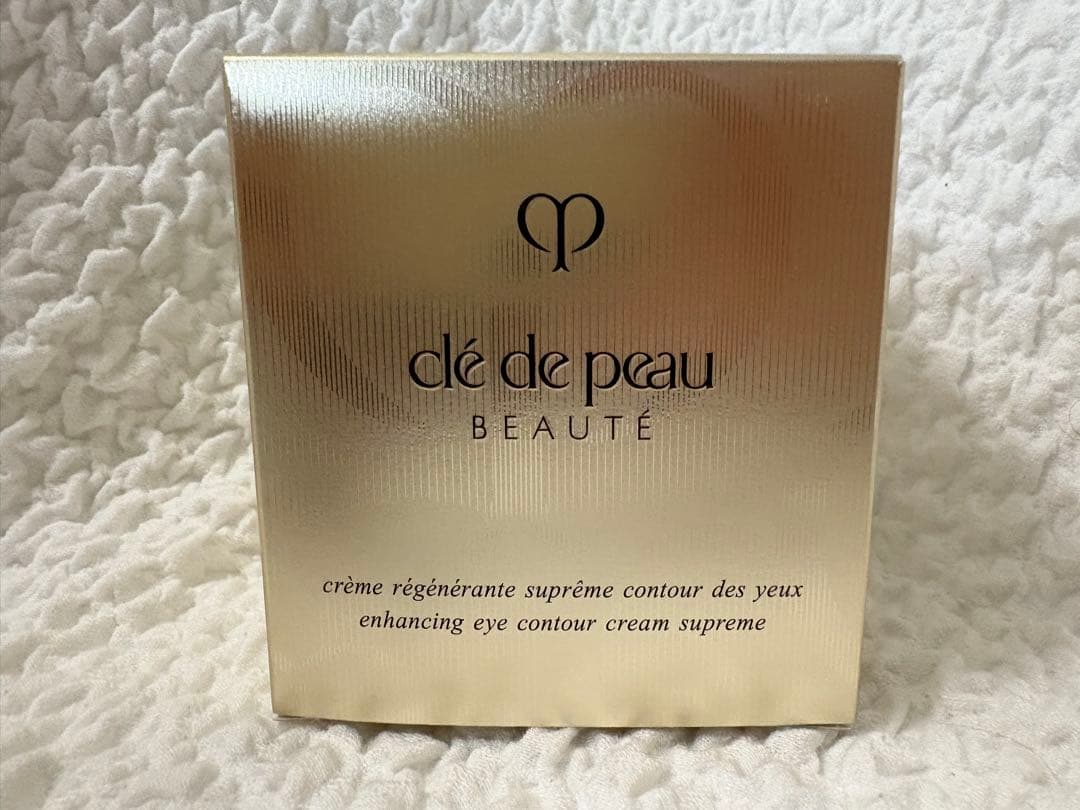 clé de peau
BEAUTÉ
crème régénérante suprême contour des yeux
enhancing eye contour cream supreme